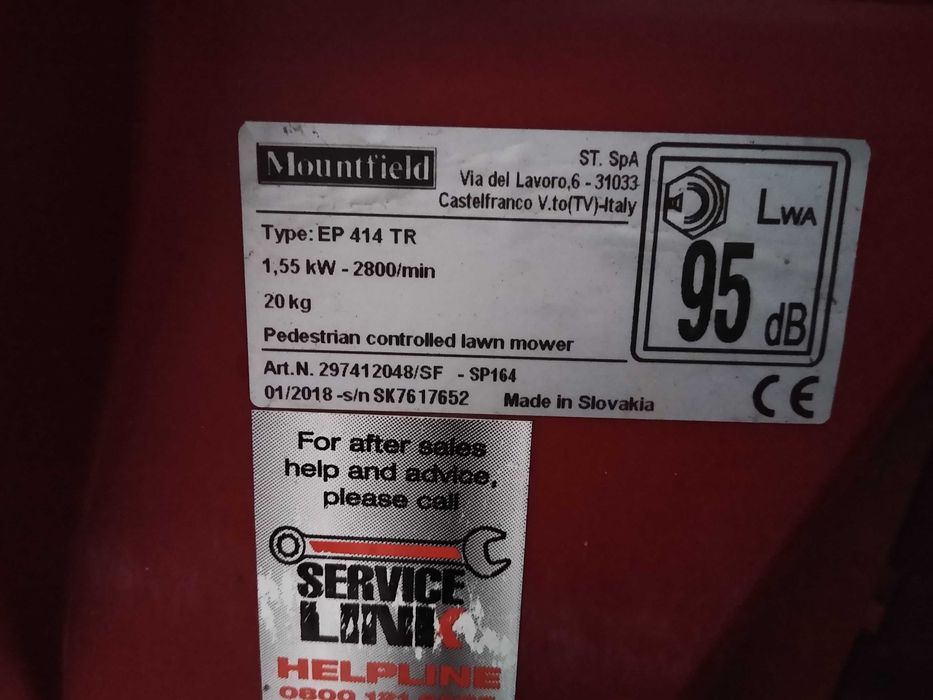 Mountfield
ST. SpA
Via del Lavoro,6 - 31033
Castelfranco V.to(TV)-Italy
Type: EP 414 TR
1,55 kW - 2800/min
20 kg
Pedestrian controlled lawn mower
Art.N. 297412048/SF - SP164
01/2018 -s/n SK7617652 Made in Slovakia
LWA
95 dB
CE
For after sales
help and advice,
please call
SERVICE
LINK
HELPLINE
0800